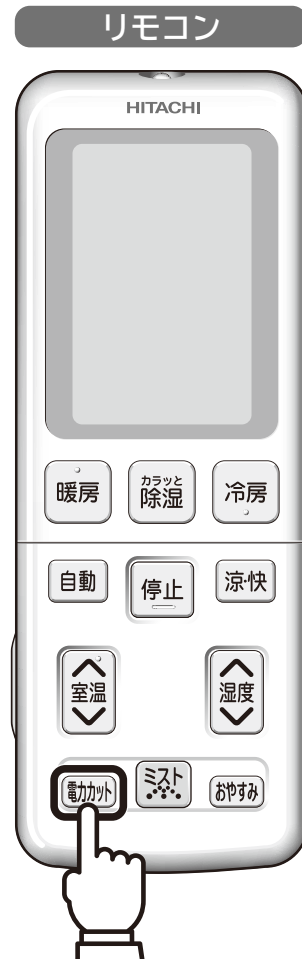 リモコン
HITACHI
暖房
カラッと
除湿
冷房
自動
停止
涼・快
室温
湿度
電力カット
ミスト
おやすみ